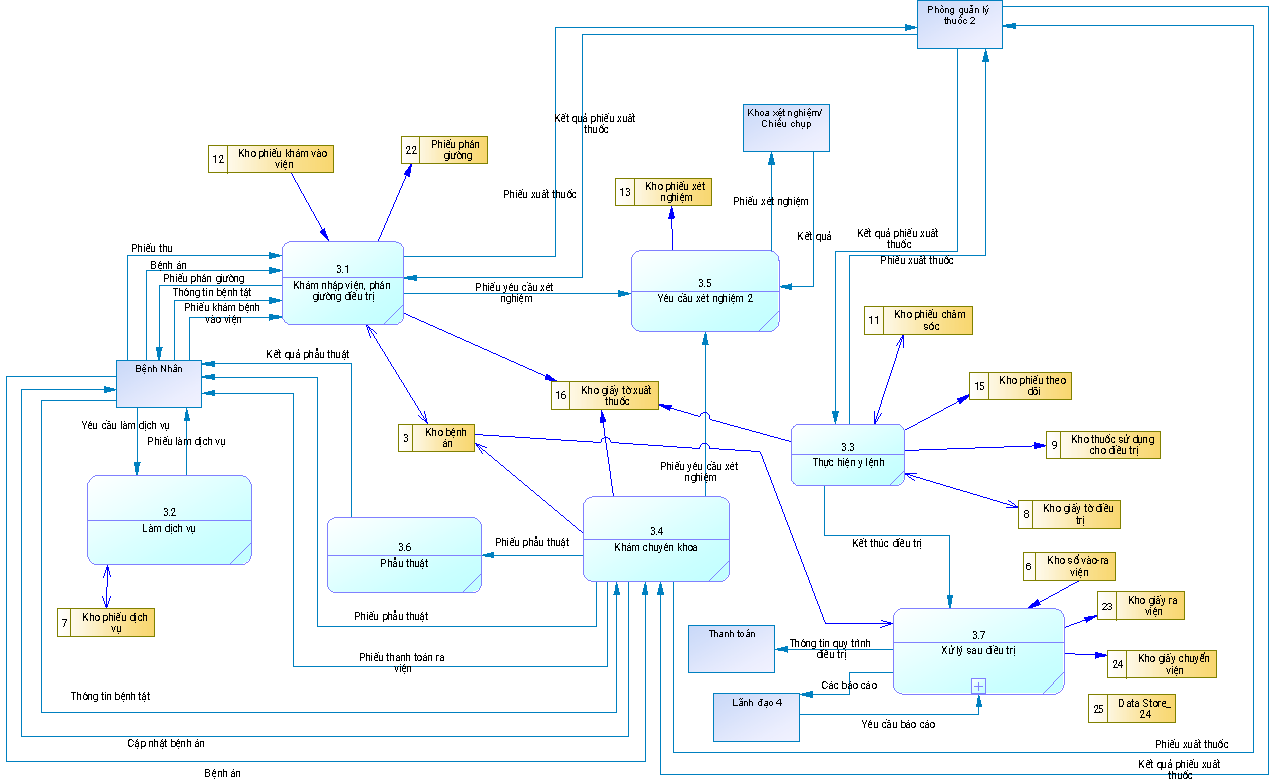 Phòng quản lý
thuốc 2
Kết quả phiếu xuất
thuốc
Khoa xét nghiệm/
Chiếu chụp
12
Kho phiếu khám vào
viện
22
Phiếu phân
giường
13
Kho phiếu xét
nghiệm
Phiếu xuất thuốc
Phiếu xét nghiệm
Kết quả
Kết quả phiếu xuất
thuốc
Phiếu xuất thuốc
Phiếu thu
Bệnh án
Phiếu phân giường
Thông tin bệnh tật
Phiếu khám bệnh
vào viện
3.1
Khám nhập viện, phân
giường điều trị
Phiếu yêu cầu xét
nghiệm
3.5
Yêu cầu xét nghiệm 2
11
Kho phiếu chăm
sóc
Kết quả phẫu thuật
Bệnh Nhân
16
Kho giấy tờ xuất
thuốc
15
Kho phiếu theo
dõi
Yêu cầu làm dịch vụ
Phiếu làm dịch vụ
3
Kho bệnh
án
3.3
Thực hiện y lệnh
9
Kho thuốc sử dụng
cho điều trị
Phiếu yêu cầu xét
nghiệm
3.2
Làm dịch vụ
3.4
Khám chuyên khoa
8
Kho giấy tờ điều
trị
3.6
Phẫu thuật
Phiếu phẫu thuật
Kết thúc điều trị
6
Kho sổ vào-ra
viện
7
Kho phiếu dịch
vụ
Phiếu phẫu thuật
23
Kho giấy ra
viện
Thanh toán
Thông tin quy trình
điều trị
3.7
Xử lý sau điều trị
24
Kho giấy chuyển
viện
Phiếu thanh toán ra
viện
Các báo cáo
Thông tin bệnh tật
Lãnh đạo 4
Yêu cầu báo cáo
25
Data Store_
24
Cập nhật bệnh án
Phiếu xuất thuốc
Bệnh án
Kết quả phiếu xuất
thuốc